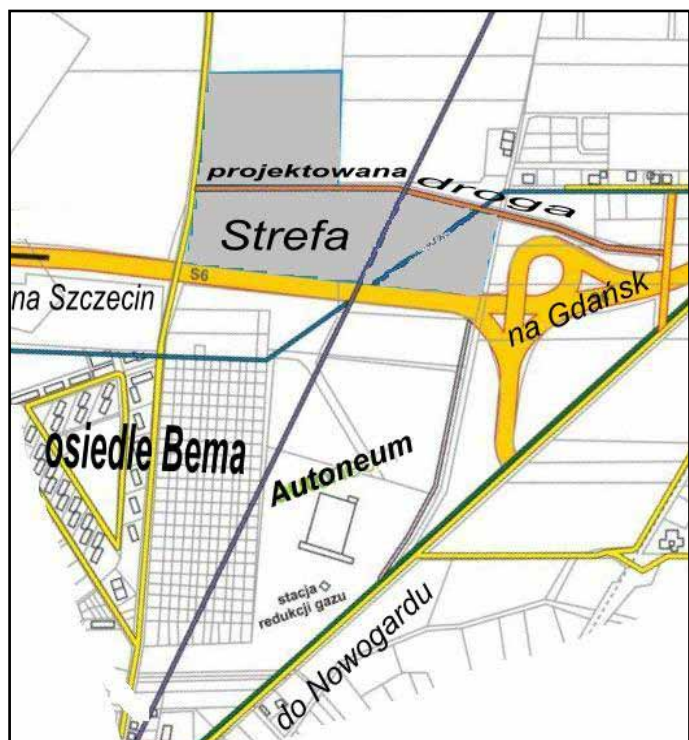 projektowana droga
Strefa
S6
na Szczecin
na Gdańsk
osiedle Bema
Autoneum
stacja
redukcji gazu
do Nowogardu